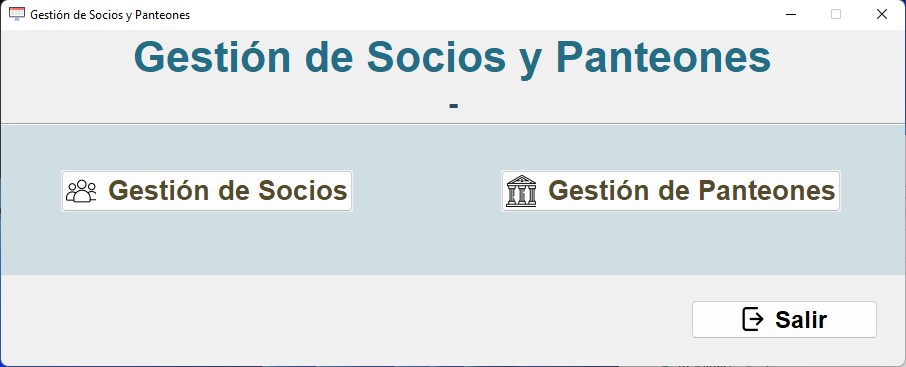 Gestión de Socios y Panteones
Gestión de Socios y Panteones
-
Gestión de Socios
Gestión de Panteones
Salir